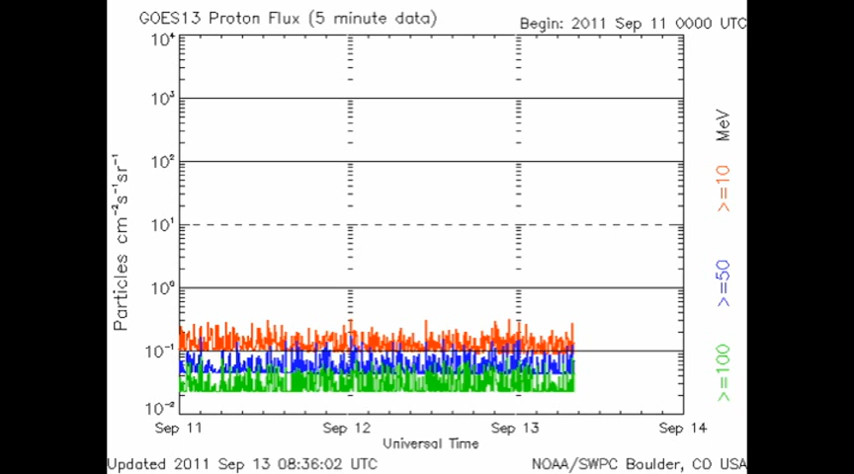 GOES13 Proton Flux (5 minute data)
Begin: 2011 Sep 11 0000 UTC
10⁴
10³
10²
10¹
10⁰
10⁻¹
10⁻²
Particles cm⁻²s⁻¹sr⁻¹
MeV
>=10
>=50
>=100
Sep 11
Sep 12
Sep 13
Sep 14
Universal Time
Updated 2011 Sep 13 08:36:02 UTC
NOAA/SWPC Boulder, CO USA